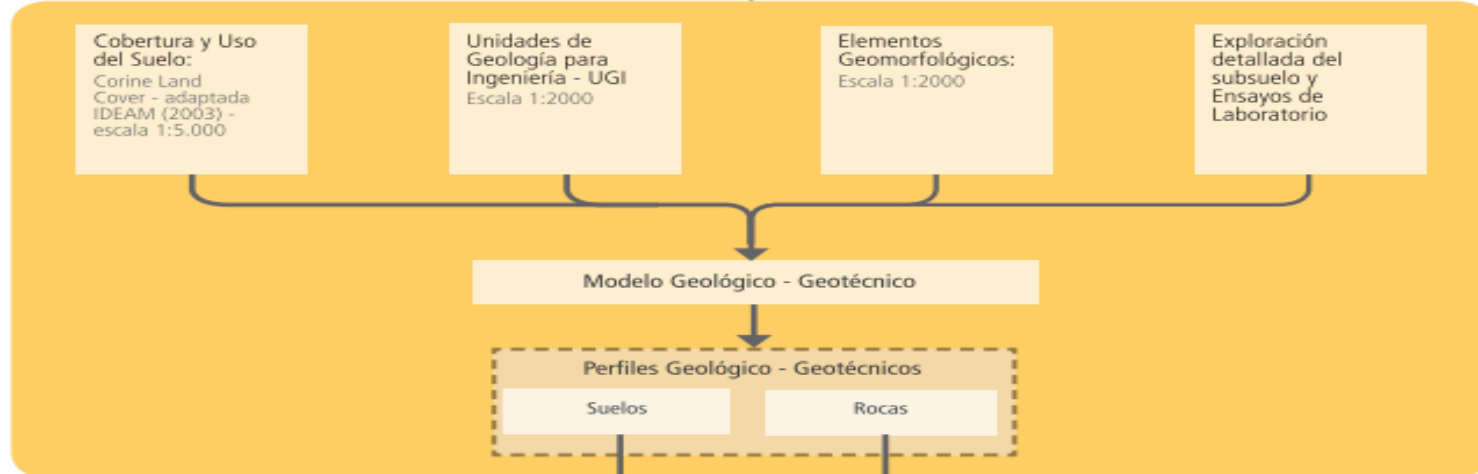 Cobertura y Uso
del Suelo:
Corine Land
Cover - adaptada
IDEAM (2003) -
escala 1:5.000
Unidades de
Geología para
Ingeniería - UGI
Escala 1:2000
Elementos
Geomorfológicos:
Escala 1:2000
Exploración
detallada del
subsuelo y
Ensayos de
Laboratorio
Modelo Geológico - Geotécnico
Perfiles Geológico - Geotécnicos
Suelos
Rocas